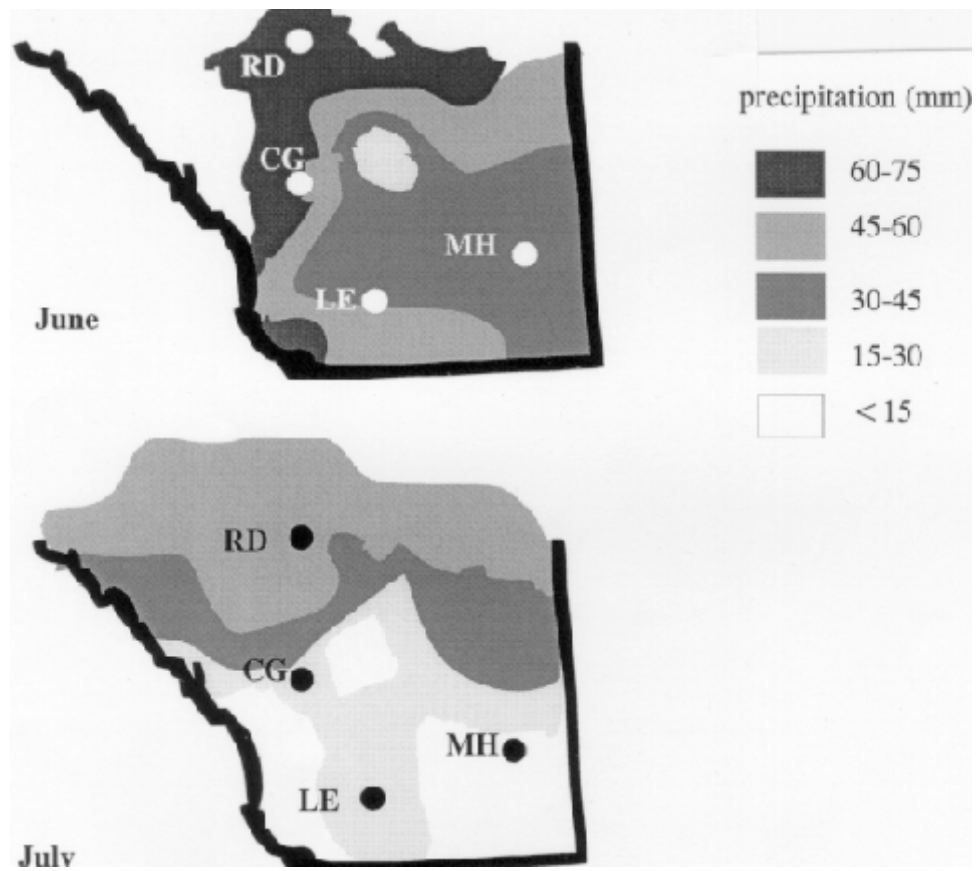 RD
precipitation (mm)
CG
60-75
45-60
MH
LE
30-45
June
15-30
< 15
RD
CG
MH
LE
July